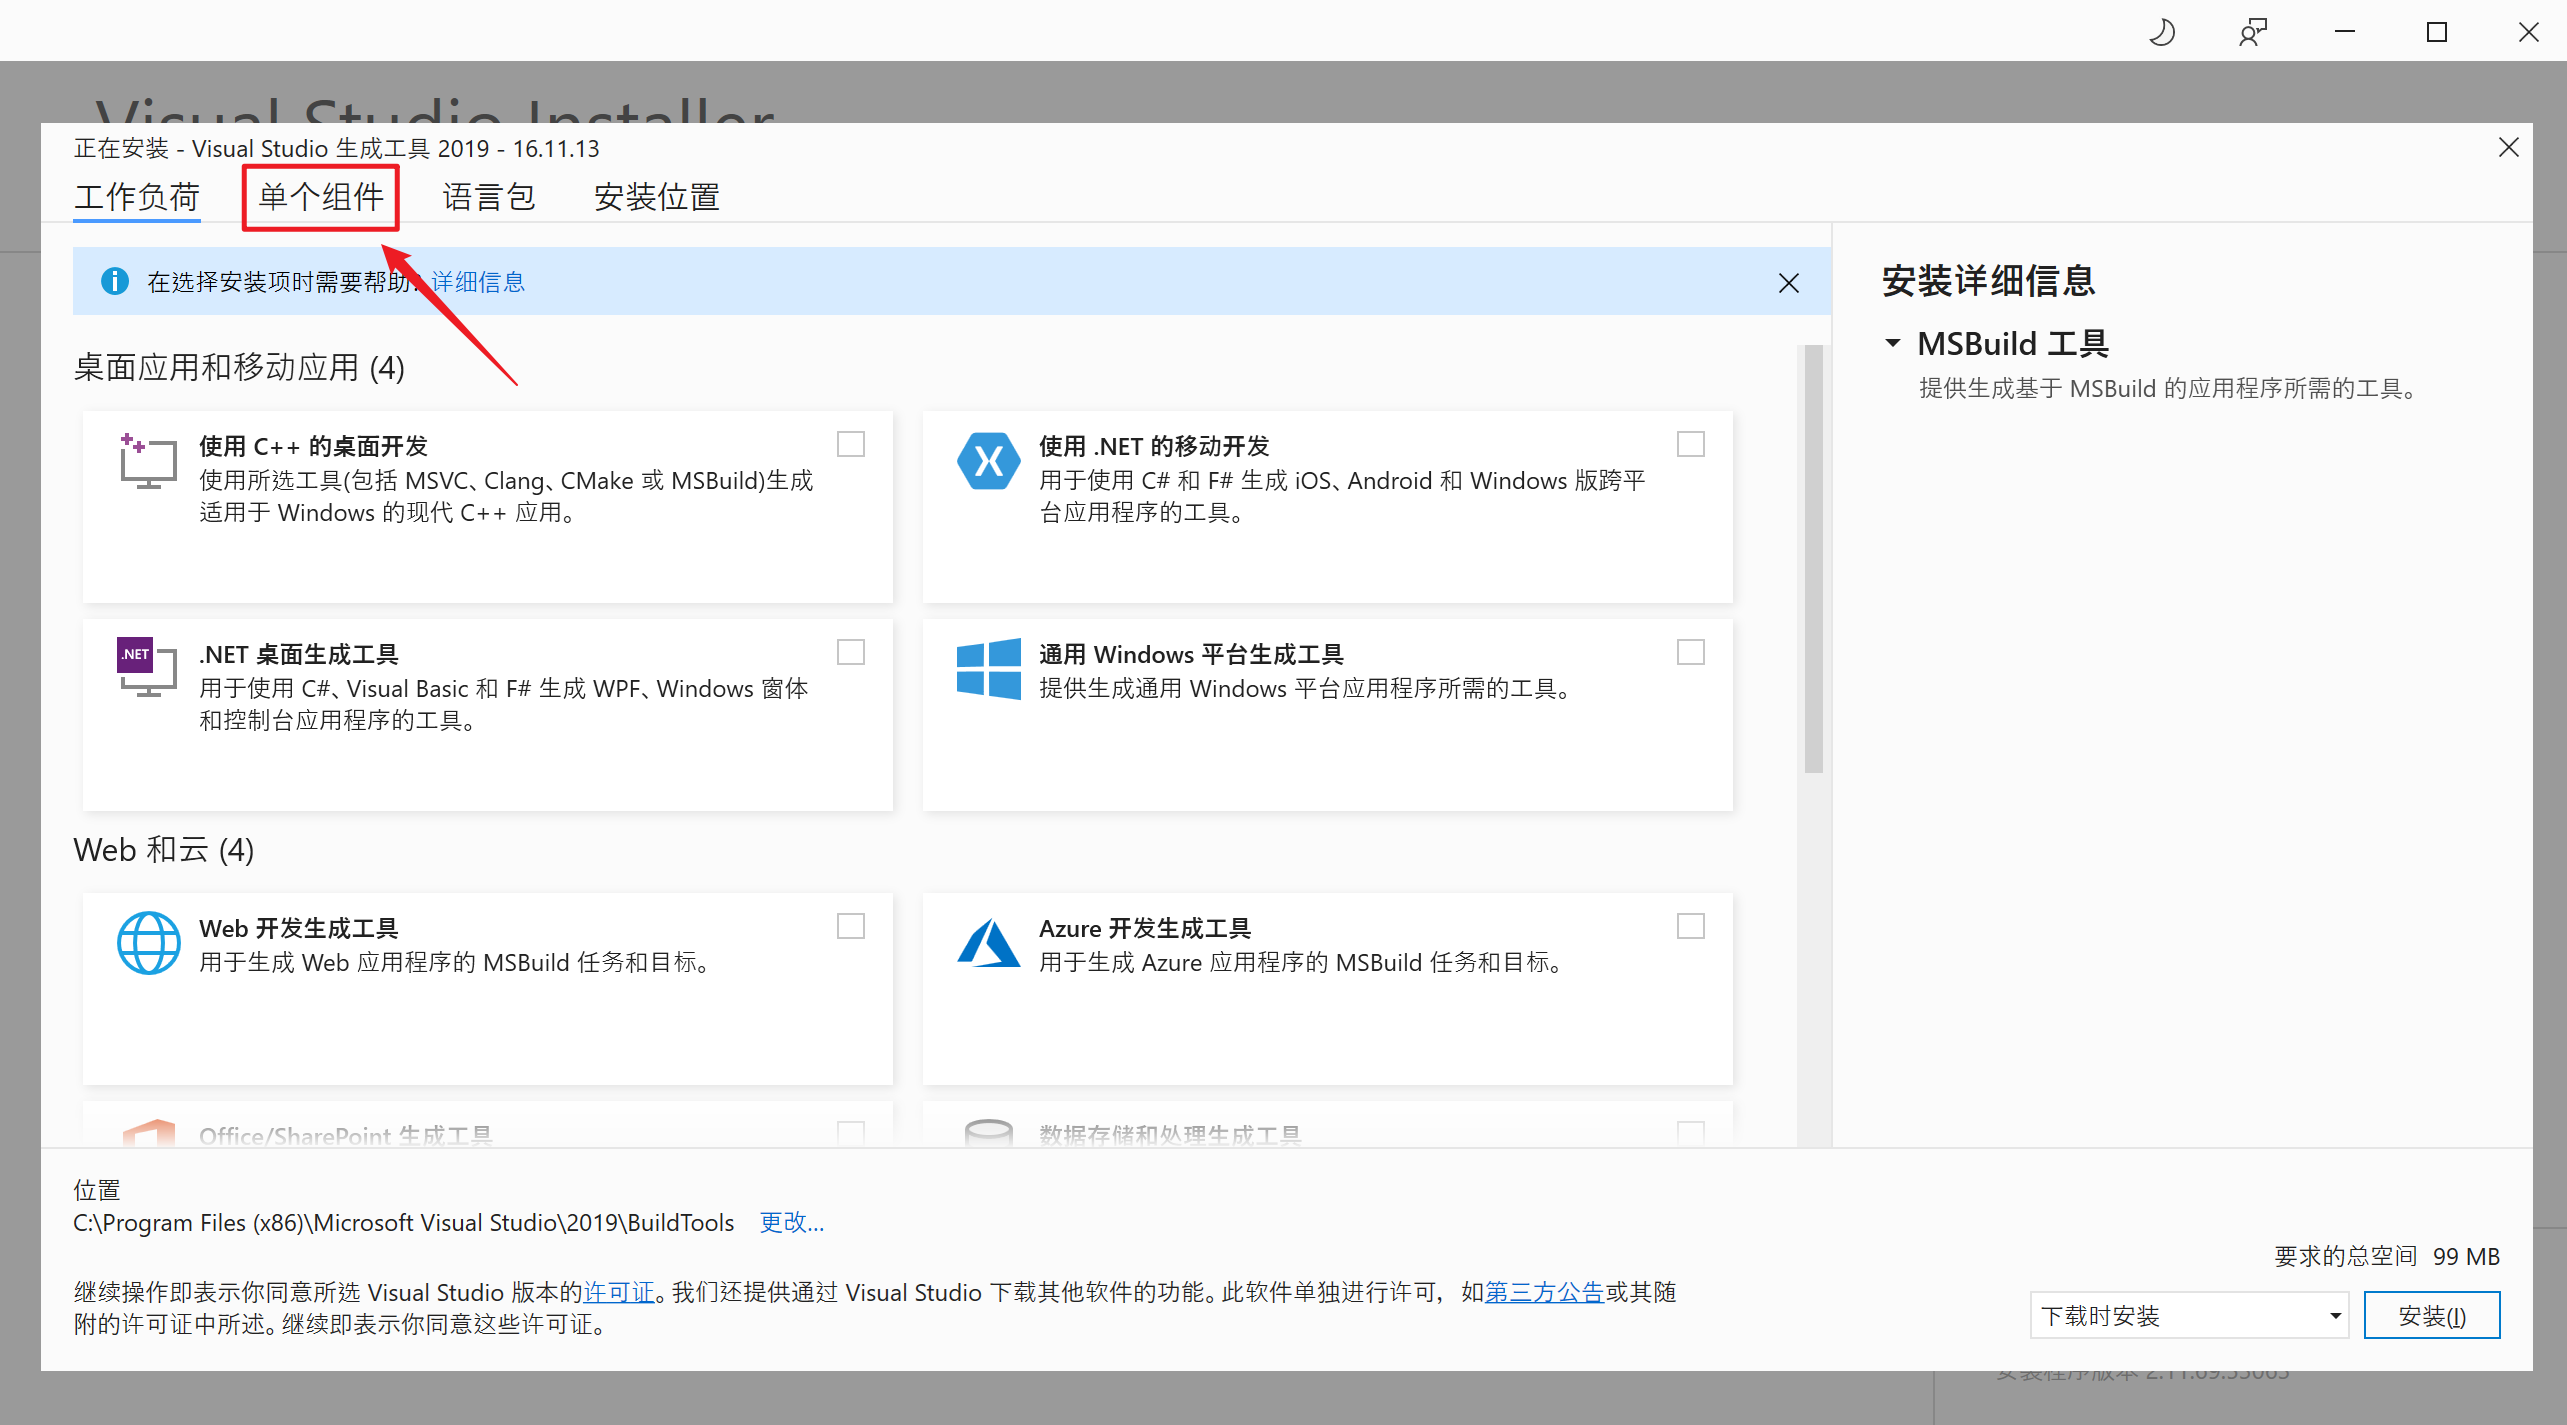 Visual Studio Installer
正在安装 - Visual Studio 生成工具 2019 - 16.11.13
工作负荷 单个组件 语言包 安装位置
在选择安装项时需要帮助? 详细信息
安装详细信息
MSBuild 工具
提供生成基于 MSBuild 的应用程序所需的工具。
桌面应用和移动应用 (4)
使用 C++ 的桌面开发
使用所选工具(包括 MSVC、Clang、CMake 或 MSBuild)生成
适用于 Windows 的现代 C++ 应用。
使用 .NET 的移动开发
用于使用 C# 和 F# 生成 iOS、Android 和 Windows 版跨平
台应用程序的工具。
.NET
.NET 桌面生成工具
用于使用 C#、Visual Basic 和 F# 生成 WPF、Windows 窗体
和控制台应用程序的工具。
通用 Windows 平台生成工具
提供生成通用 Windows 平台应用程序所需的工具。
Web 和云 (4)
Web 开发生成工具
用于生成 Web 应用程序的 MSBuild 任务和目标。
Azure 开发生成工具
用于生成 Azure 应用程序的 MSBuild 任务和目标。
Office/SharePoint 生成工具
数据存储和处理生成工具
位置
C:\Program Files (x86)\Microsoft Visual Studio\2019\BuildTools 更改...
要求的总空间 99 MB
继续操作即表示你同意所选 Visual Studio 版本的许可证。我们还提供通过 Visual Studio 下载其他软件的功能。此软件单独进行许可，如第三方公告或其随
附的许可证中所述。继续即表示你同意这些许可证。
下载时安装 安装(I)
安装程序版本